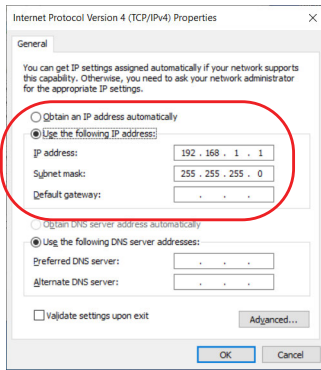 Internet Protocol Version 4 (TCP/IPv4) Properties
General
You can get IP settings assigned automatically if your network supports
this capability. Otherwise, you need to ask your network administrator
for the appropriate IP settings.
Obtain an IP address automatically
Use the following IP address:
IP address: 192 . 168 . 1 . 1
Subnet mask: 255 . 255 . 255 . 0
Default gateway: . . .
Obtain DNS server address automatically
Use the following DNS server addresses:
Preferred DNS server: . . .
Alternate DNS server: . . .
Validate settings upon exit
Advanced...
OK Cancel